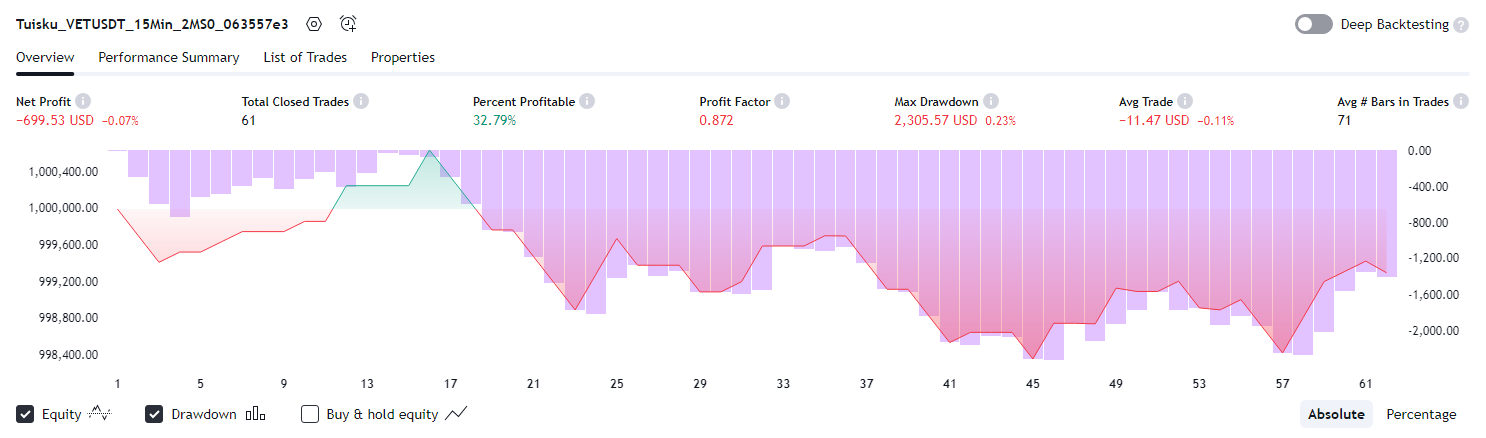 Tuisku_VETUSDT_15Min_2MS0_063557e3
Deep Backtesting
Overview Performance Summary List of Trades Properties
Net Profit Total Closed Trades Percent Profitable Profit Factor Max Drawdown Avg Trade Avg # Bars in Trades
−699.53 USD −0.07% 61 32.79% 0.872 2,305.57 USD 0.23% −11.47 USD −0.11% 71
1,000,400.00
1,000,000.00
999,600.00
999,200.00
998,800.00
998,400.00
0.00
-400.00
-800.00
-1,200.00
-1,600.00
-2,000.00
1 5 9 13 17 21 25 29 33 37 41 45 49 53 57 61
Equity Drawdown Buy & hold equity Absolute Percentage